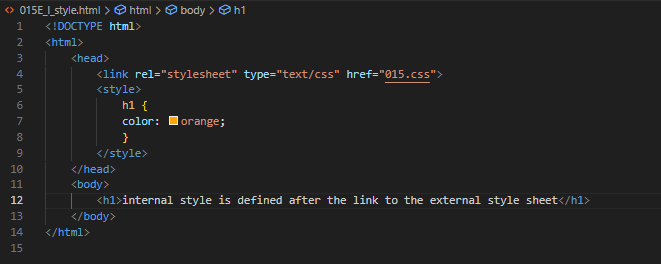 015E_I_style.html > html > body > h1
1 <!DOCTYPE html>
2 <html>
3 <head>
4 <link rel="stylesheet" type="text/css" href="015.css">
5 <style>
6 h1 {
7 color: orange;
8 }
9 </style>
10 </head>
11 <body>
12 <h1>internal style is defined after the link to the external style sheet</h1>
13 </body>
14 </html>
15